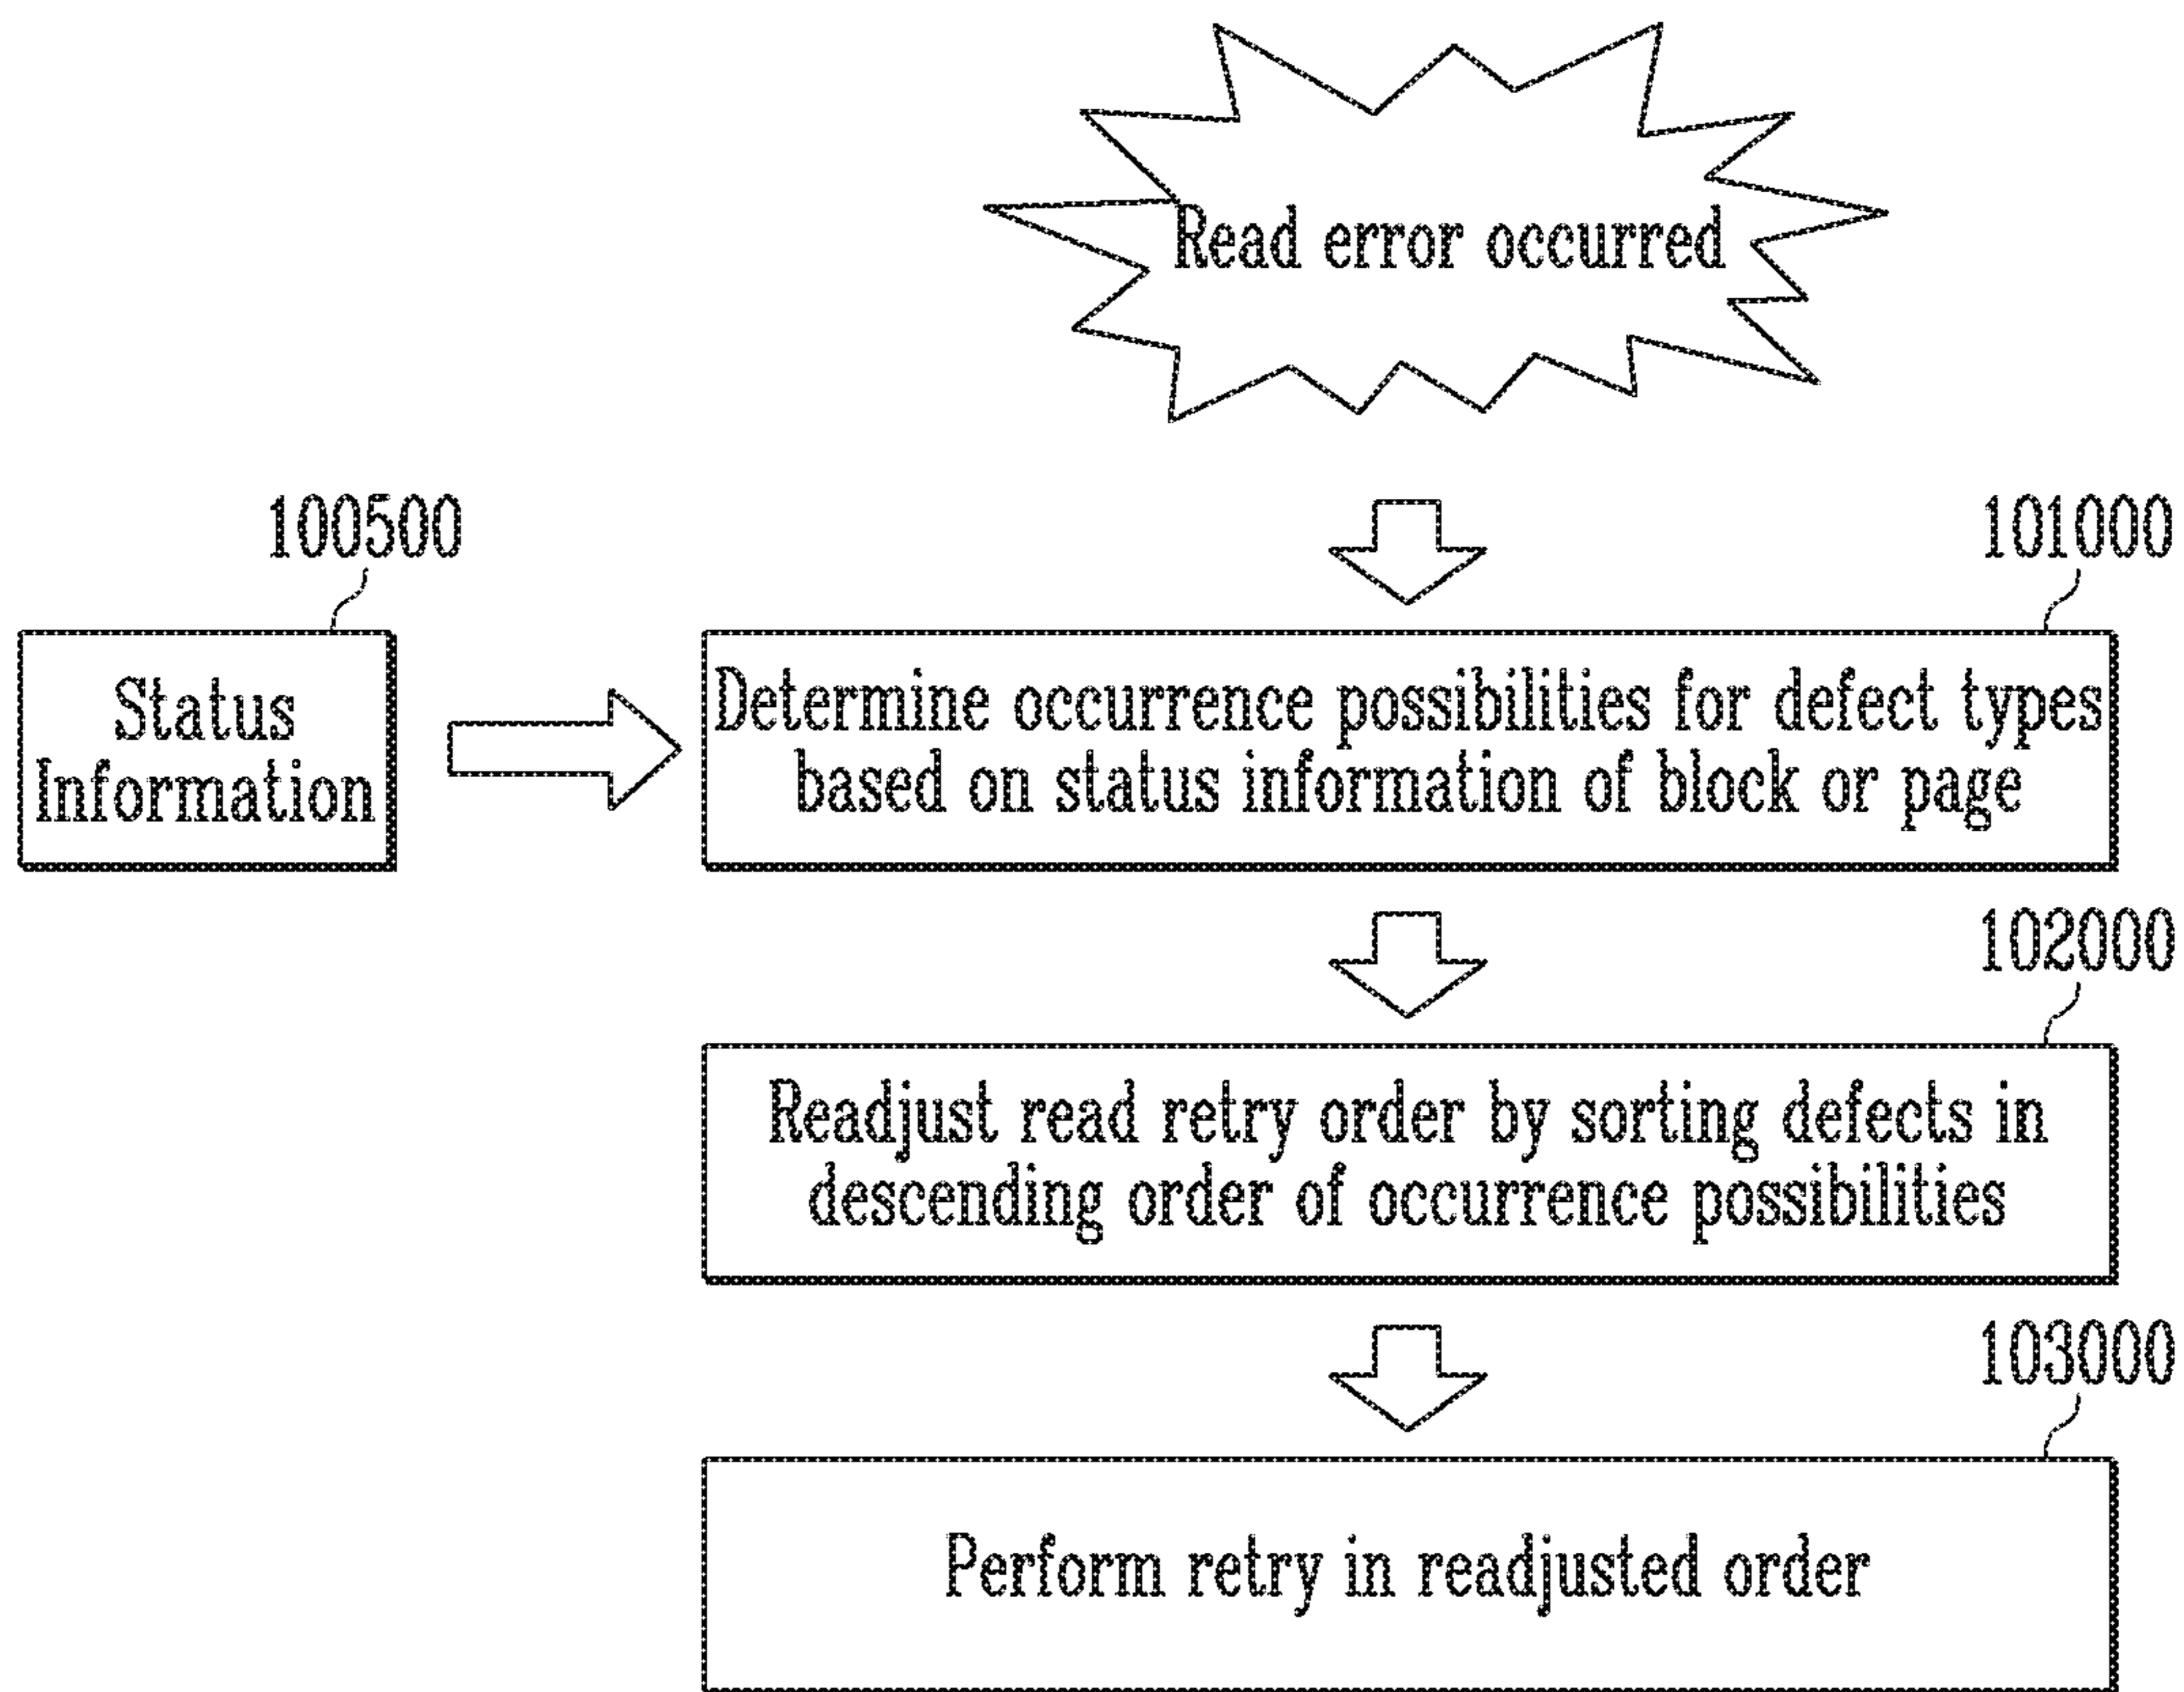 Read error occurred
100500
101000
Status
Information
Determine occurrence possibilities for defect types
based on status information of block or page
102000
Readjust read retry order by sorting defects in
descending order of occurrence possibilities
103000
Perform retry in readjusted order